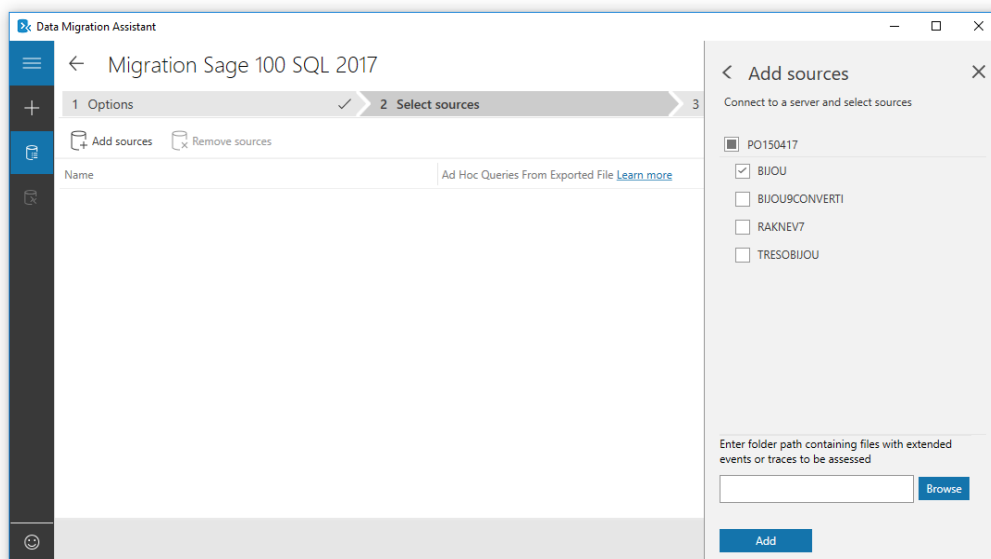 Data Migration Assistant
Migration Sage 100 SQL 2017
1 Options
2 Select sources
3
Add sources
Remove sources
Name
Ad Hoc Queries From Exported File Learn more
Add sources
Connect to a server and select sources
PO150417
BIJOU
BIJOU9CONVERTI
RAKNEV7
TRESOBIJOU
Enter folder path containing files with extended
events or traces to be assessed
Browse
Add